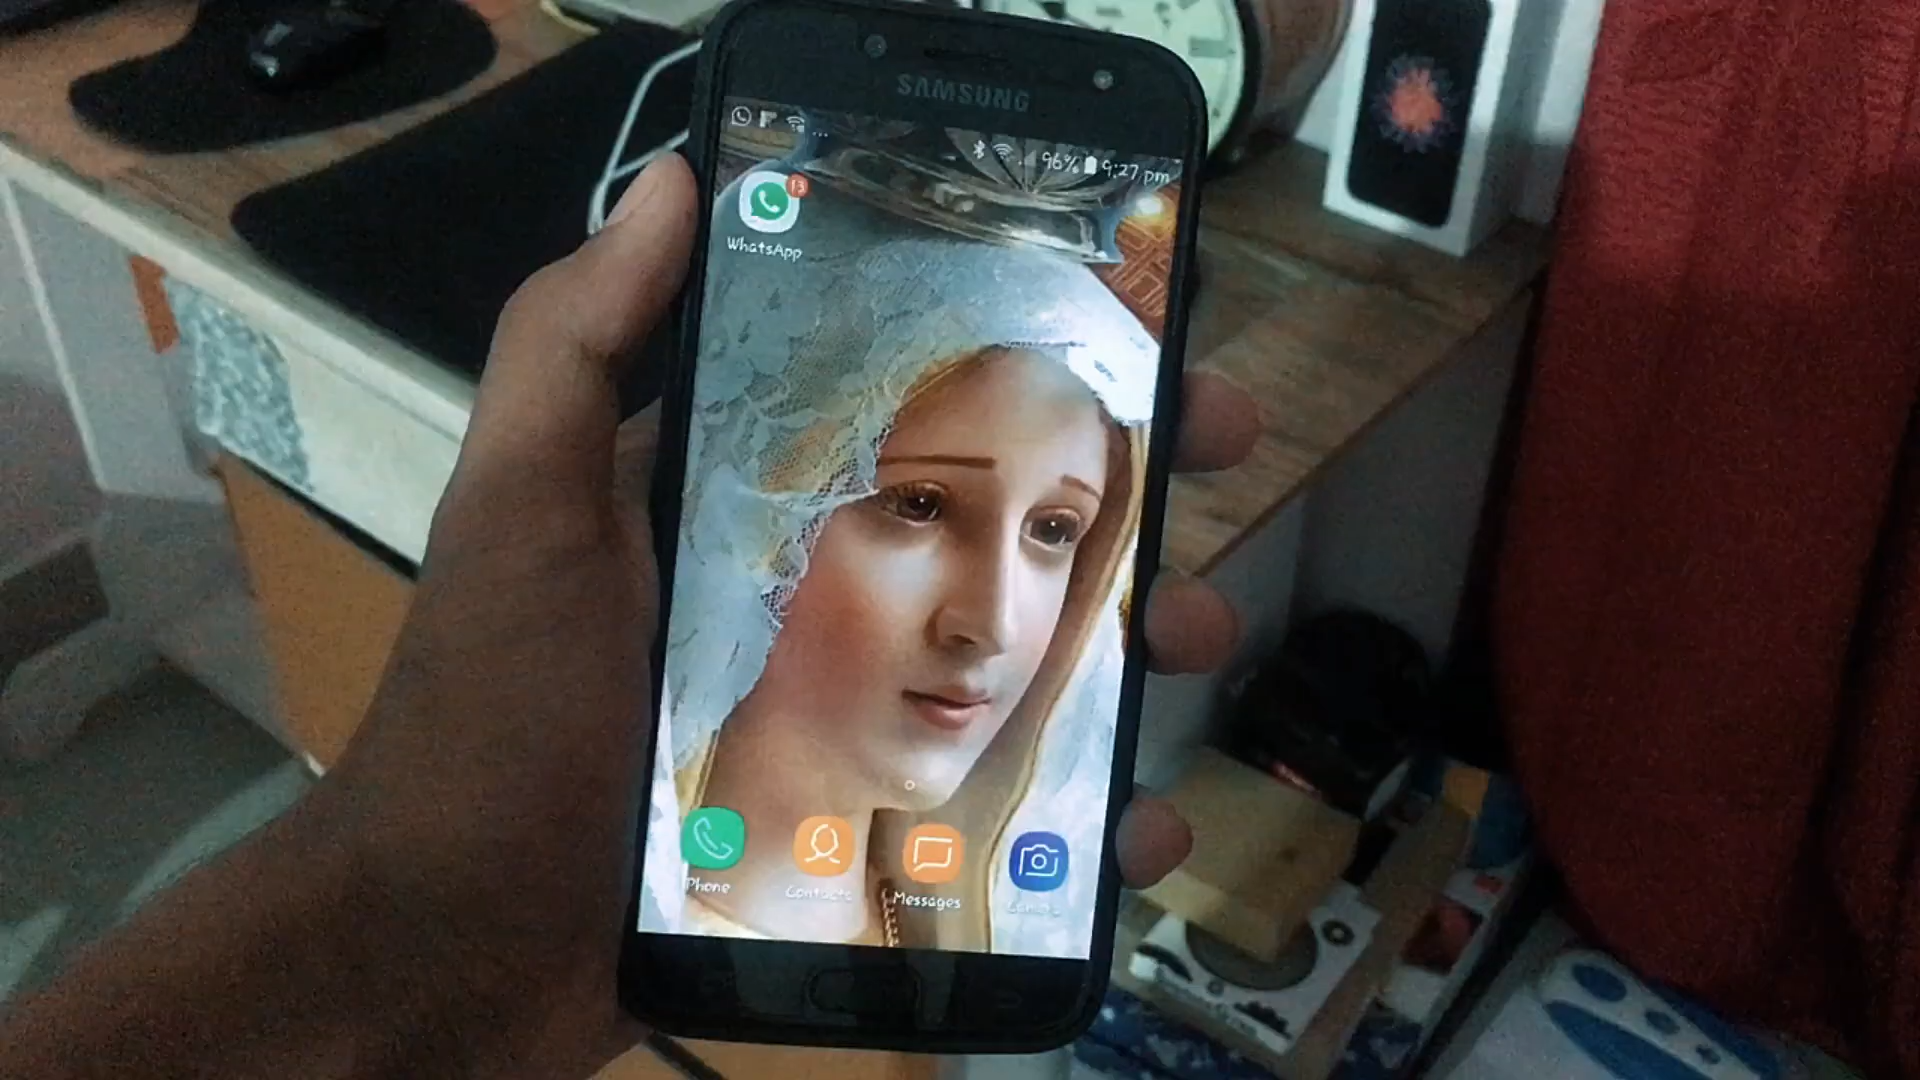 SAMSUNG
96% 9:27 pm
13
WhatsApp
Phone
Contacts
Messages
Camera